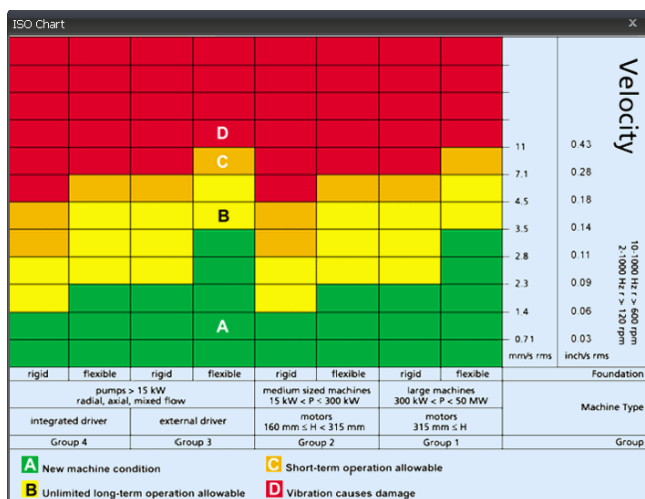 ISO Chart x
Velocity
10-1000 Hz r > 600 rpm
2-1000 Hz r > 120 rpm
D
C
B
A
11 0.43
7.1 0.28
4.5 0.18
3.5 0.14
2.8 0.11
2.3 0.09
1.4 0.06
0.71 0.03
mm/s rms inch/s rms
rigid flexible rigid flexible rigid flexible rigid flexible Foundation
pumps > 15 kW medium sized machines large machines
radial, axial, mixed flow 15 kW < P ≤ 300 kW 300 kW < P < 50 MW
Machine Type
integrated driver external driver motors motors
160 mm ≤ H < 315 mm 315 mm ≤ H
Group 4 Group 3 Group 2 Group 1 Group
A New machine condition C Short-term operation allowable
B Unlimited long-term operation allowable D Vibration causes damage